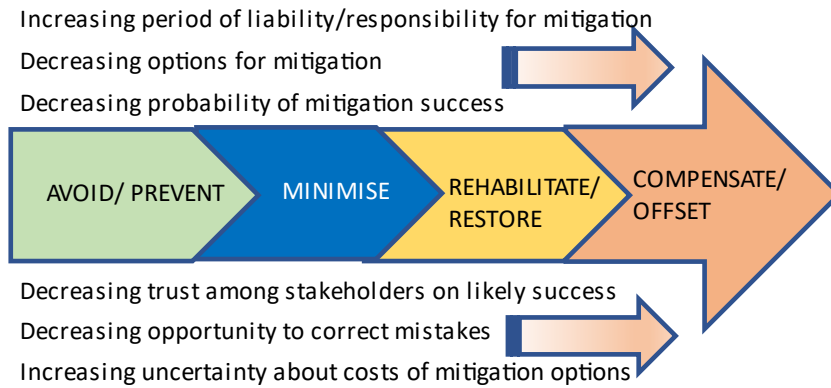 Increasing period of liability/responsibility for mitigation
Decreasing options for mitigation
Decreasing probability of mitigation success
AVOID/ PREVENT
MINIMISE
REHABILITATE/
RESTORE
COMPENSATE/
OFFSET
Decreasing trust among stakeholders on likely success
Decreasing opportunity to correct mistakes
Increasing uncertainty about costs of mitigation options